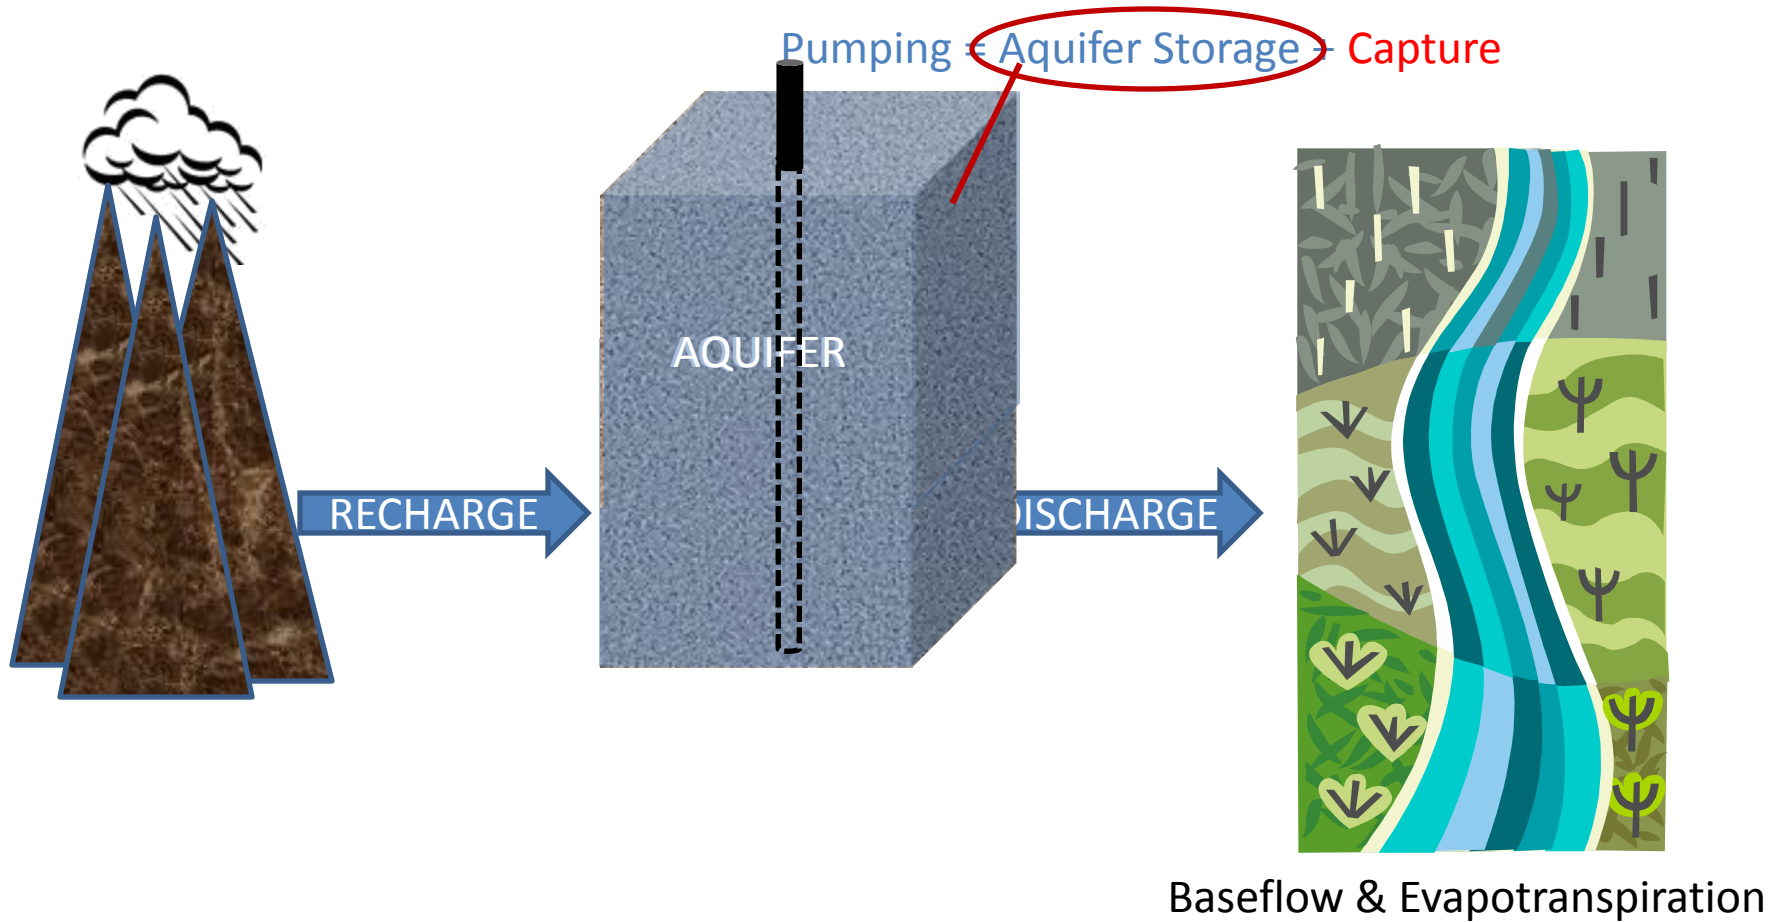 Pumping = Aquifer Storage + Capture
AQUIFER
RECHARGE
DISCHARGE
Baseflow & Evapotranspiration